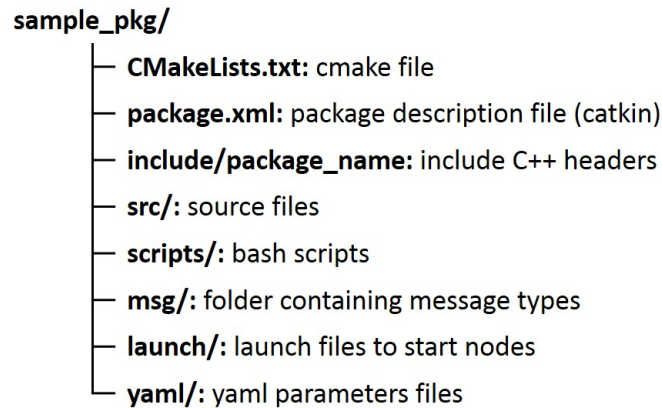 sample_pkg/
CMakeLists.txt: cmake file
package.xml: package description file (catkin)
include/package_name: include C++ headers
src/: source files
scripts/: bash scripts
msg/: folder containing message types
launch/: launch files to start nodes
yaml/: yaml parameters files